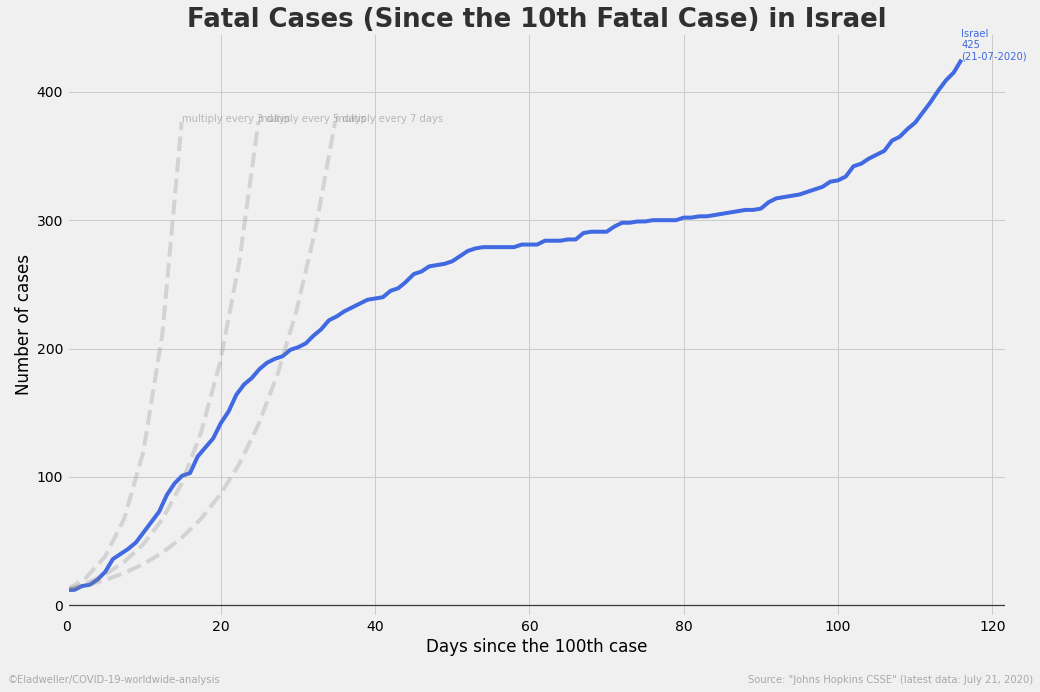 Fatal Cases (Since the 10th Fatal Case) in Israel
Israel
425
(21-07-2020)
multiply every 3 days
multiply every 5 days
multiply every 7 days
400
300
200
100
0
Number of cases
0 20 40 60 80 100 120
Days since the 100th case
©Eladweller/COVID-19-worldwide-analysis
Source: "Johns Hopkins CSSE" (latest data: July 21, 2020)